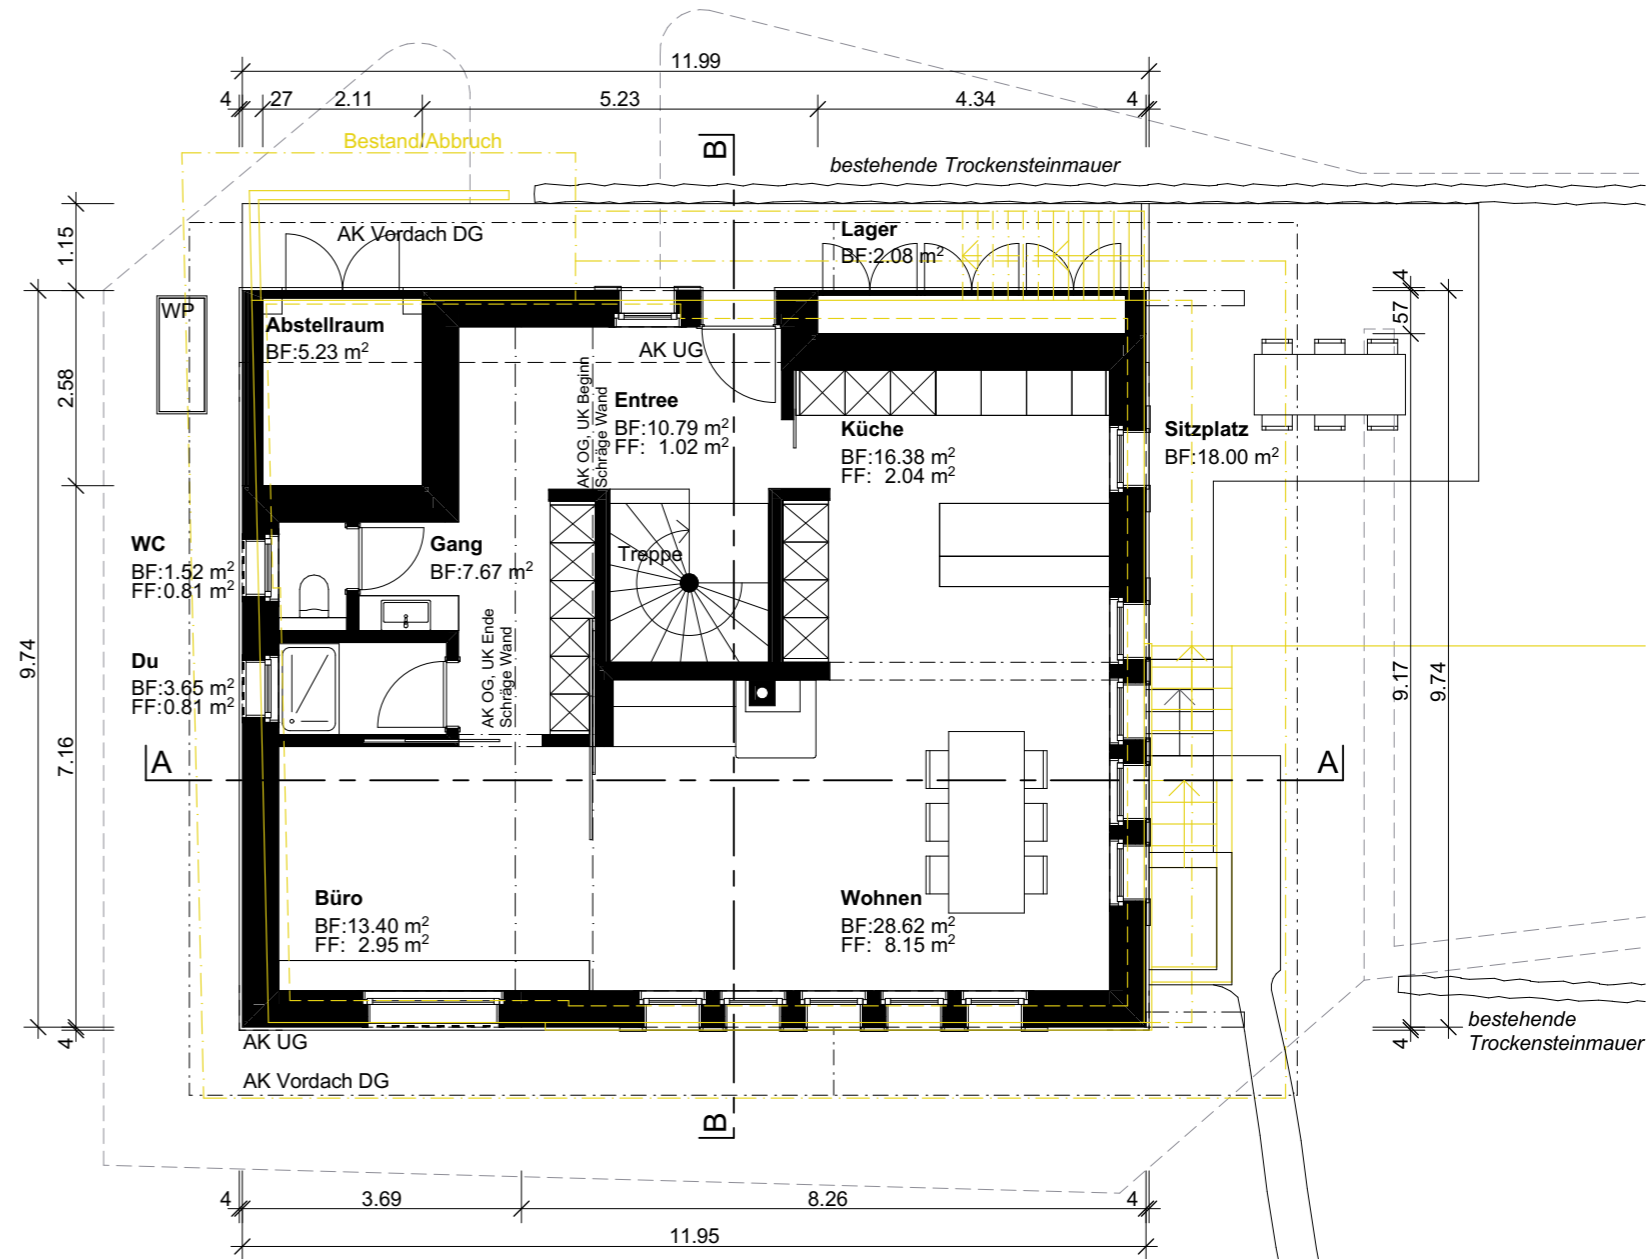 11.99
4 27 2.11 5.23 4.34 4
Bestand/Abbruch
B
bestehende Trockensteinmauer
AK Vordach DG
Lager
BF:2.08 m²
1.15
4
57
WP
Abstellraum
BF:5.23 m²
AK UG
2.58
AK OG, UK Beginn
Schräge Wand
Entree
BF:10.79 m²
FF: 1.02 m²
Küche
BF:16.38 m²
FF: 2.04 m²
Sitzplatz
BF:18.00 m²
WC
BF:1.52 m²
FF:0.81 m²
Gang
BF:7.67 m²
Treppe
9.74
Du
BF:3.65 m²
FF:0.81 m²
AK OG, UK Ende
Schräge Wand
9.17
9.74
7.16
A
A
Büro
BF:13.40 m²
FF: 2.95 m²
Wohnen
BF:28.62 m²
FF: 8.15 m²
4
AK UG
4
bestehende
Trockensteinmauer
AK Vordach DG
B
4 3.69 8.26 4
11.95